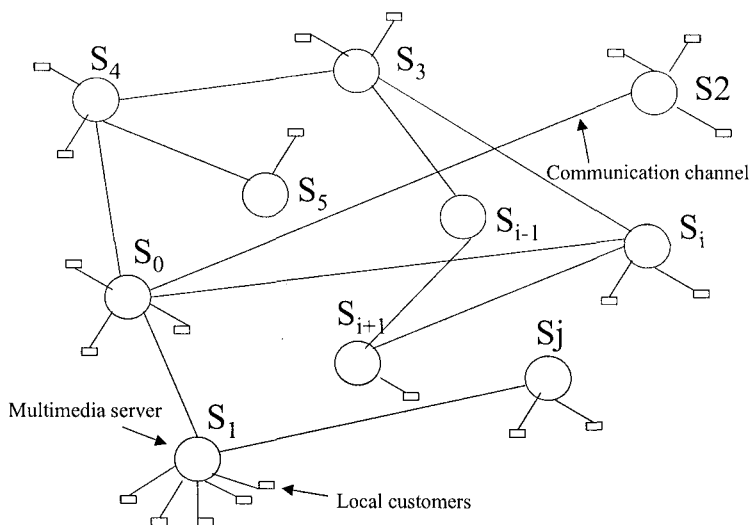 S₄
S₃
S2
Communication channel
S₅
Sᵢ₋₁
Sᵢ
S₀
Sᵢ₊₁
Sj
Multimedia server
S₁
Local customers